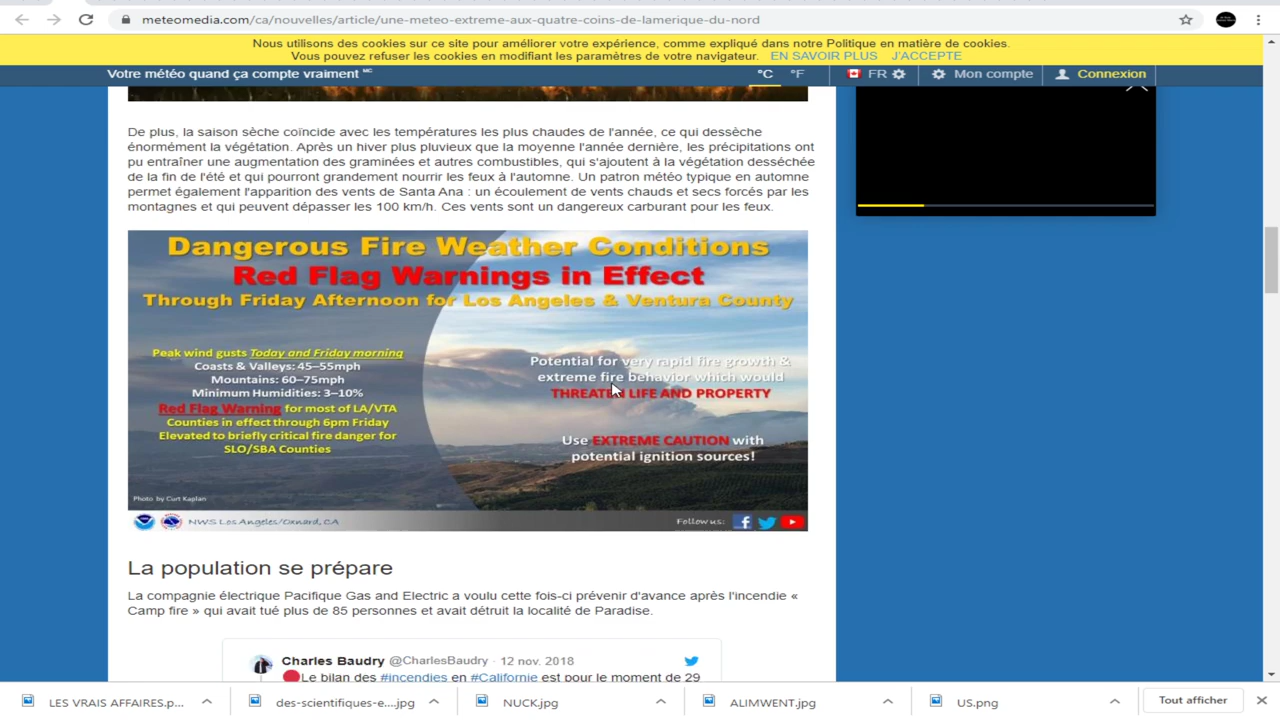 meteomedia.com/ca/nouvelles/article/une-meteo-extreme-aux-quatre-coins-de-lamerique-du-nord
Nous utilisons des cookies sur ce site pour améliorer votre expérience, comme expliqué dans notre Politique en matière de cookies.
Vous pouvez refuser les cookies en modifiant les paramètres de votre navigateur. EN SAVOIR PLUS J'ACCEPTE
Votre météo quand ça compte vraiment MC °C °F FR Mon compte Connexion
De plus, la saison sèche coïncide avec les températures les plus chaudes de l'année, ce qui dessèche
énormément la végétation. Après un hiver plus pluvieux que la moyenne l'année dernière, les précipitations ont
pu entraîner une augmentation des graminées et autres combustibles, qui s'ajoutent à la végétation desséchée
de la fin de l'été et qui pourront grandement nourrir les feux à l'automne. Un patron météo typique en automne
permet également l'apparition des vents de Santa Ana : un écoulement de vents chauds et secs forcés par les
montagnes et qui peuvent dépasser les 100 km/h. Ces vents sont un dangereux carburant pour les feux.
Dangerous Fire Weather Conditions
Red Flag Warnings in Effect
Through Friday Afternoon for Los Angeles & Ventura County
Peak wind gusts Today and Friday morning
Coasts & Valleys: 45–55mph
Mountains: 60–75mph
Minimum Humidities: 3–10%
Red Flag Warning for most of LA/VTA
Counties in effect through 6pm Friday
Elevated to briefly critical fire danger for
SLO/SBA Counties
Potential for very rapid fire growth &
extreme fire behavior which would
THREATEN LIFE AND PROPERTY
Use EXTREME CAUTION with
potential ignition sources!
Photo by Curt Kaplan
NWS Los Angeles/Oxnard, CA Follow us:
La population se prépare
La compagnie électrique Pacifique Gas and Electric a voulu cette fois-ci prévenir d'avance après l'incendie «
Camp fire » qui avait tué plus de 85 personnes et avait détruit la localité de Paradise.
Charles Baudry @CharlesBaudry · 12 nov. 2018
Le bilan des #incendies en #Californie est pour le moment de 29
LES VRAIS AFFAIRES.p... des-scientifiques-e....jpg NUCK.jpg ALIMWENT.jpg US.png Tout afficher